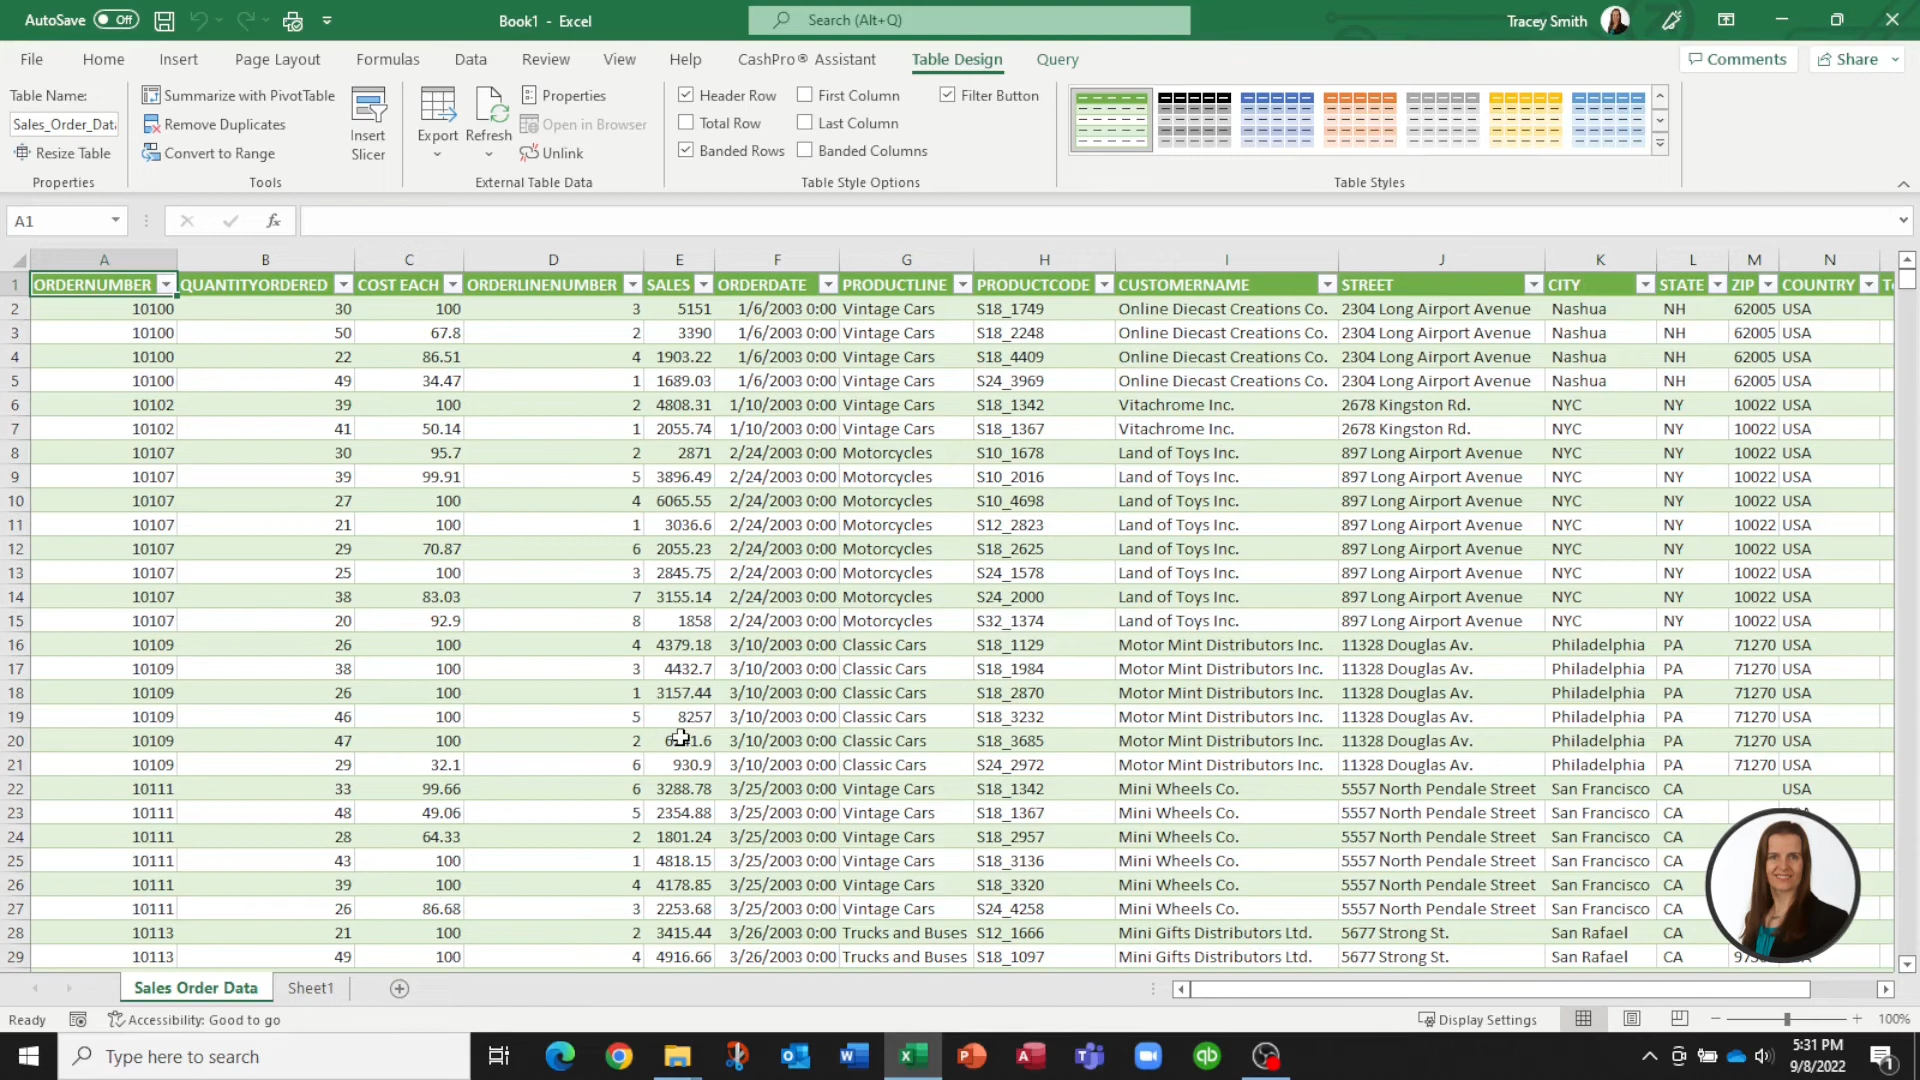 AutoSave Off Book1 - Excel Search (Alt+Q) Tracey Smith
File Home Insert Page Layout Formulas Data Review View Help CashPro® Assistant Table Design Query Comments Share
Table Name:
Sales_Order_Data
Resize Table
Properties
Summarize with PivotTable
Remove Duplicates
Convert to Range
Tools
Insert
Slicer
Export
Refresh
Properties
Open in Browser
Unlink
External Table Data
Header Row First Column Filter Button
Total Row Last Column
Banded Rows Banded Columns
Table Style Options
Table Styles
A1 fx
A B C D E F G H I J K L M N
1 ORDERNUMBER QUANTITYORDERED COST EACH ORDERLINENUMBER SALES ORDERDATE PRODUCTLINE PRODUCTCODE CUSTOMERNAME STREET CITY STATE ZIP COUNTRY
2 10100 30 100 3 5151 1/6/2003 0:00 Vintage Cars S18_1749 Online Diecast Creations Co. 2304 Long Airport Avenue Nashua NH 62005 USA
3 10100 50 67.8 2 3390 1/6/2003 0:00 Vintage Cars S18_2248 Online Diecast Creations Co. 2304 Long Airport Avenue Nashua NH 62005 USA
4 10100 22 86.51 4 1903.22 1/6/2003 0:00 Vintage Cars S18_4409 Online Diecast Creations Co. 2304 Long Airport Avenue Nashua NH 62005 USA
5 10100 49 34.47 1 1689.03 1/6/2003 0:00 Vintage Cars S24_3969 Online Diecast Creations Co. 2304 Long Airport Avenue Nashua NH 62005 USA
6 10102 39 100 2 4808.31 1/10/2003 0:00 Vintage Cars S18_1342 Vitachrome Inc. 2678 Kingston Rd. NYC NY 10022 USA
7 10102 41 50.14 1 2055.74 1/10/2003 0:00 Vintage Cars S18_1367 Vitachrome Inc. 2678 Kingston Rd. NYC NY 10022 USA
8 10107 30 95.7 2 2871 2/24/2003 0:00 Motorcycles S10_1678 Land of Toys Inc. 897 Long Airport Avenue NYC NY 10022 USA
9 10107 39 99.91 5 3896.49 2/24/2003 0:00 Motorcycles S10_2016 Land of Toys Inc. 897 Long Airport Avenue NYC NY 10022 USA
10 10107 27 100 4 6065.55 2/24/2003 0:00 Motorcycles S10_4698 Land of Toys Inc. 897 Long Airport Avenue NYC NY 10022 USA
11 10107 21 100 1 3036.6 2/24/2003 0:00 Motorcycles S12_2823 Land of Toys Inc. 897 Long Airport Avenue NYC NY 10022 USA
12 10107 29 70.87 6 2055.23 2/24/2003 0:00 Motorcycles S18_2625 Land of Toys Inc. 897 Long Airport Avenue NYC NY 10022 USA
13 10107 25 100 3 2845.75 2/24/2003 0:00 Motorcycles S24_1578 Land of Toys Inc. 897 Long Airport Avenue NYC NY 10022 USA
14 10107 38 83.03 7 3155.14 2/24/2003 0:00 Motorcycles S24_2000 Land of Toys Inc. 897 Long Airport Avenue NYC NY 10022 USA
15 10107 20 92.9 8 1858 2/24/2003 0:00 Motorcycles S32_1374 Land of Toys Inc. 897 Long Airport Avenue NYC NY 10022 USA
16 10109 26 100 4 4379.18 3/10/2003 0:00 Classic Cars S18_1129 Motor Mint Distributors Inc. 11328 Douglas Av. Philadelphia PA 71270 USA
17 10109 38 100 3 4432.7 3/10/2003 0:00 Classic Cars S18_1984 Motor Mint Distributors Inc. 11328 Douglas Av. Philadelphia PA 71270 USA
18 10109 26 100 1 3157.44 3/10/2003 0:00 Classic Cars S18_2870 Motor Mint Distributors Inc. 11328 Douglas Av. Philadelphia PA 71270 USA
19 10109 46 100 5 8257 3/10/2003 0:00 Classic Cars S18_3232 Motor Mint Distributors Inc. 11328 Douglas Av. Philadelphia PA 71270 USA
20 10109 47 100 2 3/10/2003 0:00 Classic Cars S18_3685 Motor Mint Distributors Inc. 11328 Douglas Av. Philadelphia PA 71270 USA
21 10109 29 32.1 6 930.9 3/10/2003 0:00 Classic Cars S24_2972 Motor Mint Distributors Inc. 11328 Douglas Av. Philadelphia PA 71270 USA
22 10111 33 99.66 6 3288.78 3/25/2003 0:00 Vintage Cars S18_1342 Mini Wheels Co. 5557 North Pendale Street San Francisco CA USA
23 10111 48 49.06 5 2354.88 3/25/2003 0:00 Vintage Cars S18_1367 Mini Wheels Co. 5557 North Pendale Street San Francisco CA
24 10111 28 64.33 2 1801.24 3/25/2003 0:00 Vintage Cars S18_2957 Mini Wheels Co. 5557 North Pendale Street San Francisco CA
25 10111 43 100 1 4818.15 3/25/2003 0:00 Vintage Cars S18_3136 Mini Wheels Co. 5557 North Pendale Street San Francisco CA
26 10111 39 100 4 4178.85 3/25/2003 0:00 Vintage Cars S18_3320 Mini Wheels Co. 5557 North Pendale Street San Francisco CA
27 10111 26 86.68 3 2253.68 3/25/2003 0:00 Vintage Cars S24_4258 Mini Wheels Co. 5557 North Pendale Street San Francisco CA
28 10113 21 100 2 3415.44 3/26/2003 0:00 Trucks and Buses S12_1666 Mini Gifts Distributors Ltd. 5677 Strong St. San Rafael CA
29 10113 49 100 4 4916.66 3/26/2003 0:00 Trucks and Buses S18_1097 Mini Gifts Distributors Ltd. 5677 Strong St. San Rafael CA
Sales Order Data Sheet1
Ready Accessibility: Good to go Display Settings 100%
Type here to search 5:31 PM
9/8/2022